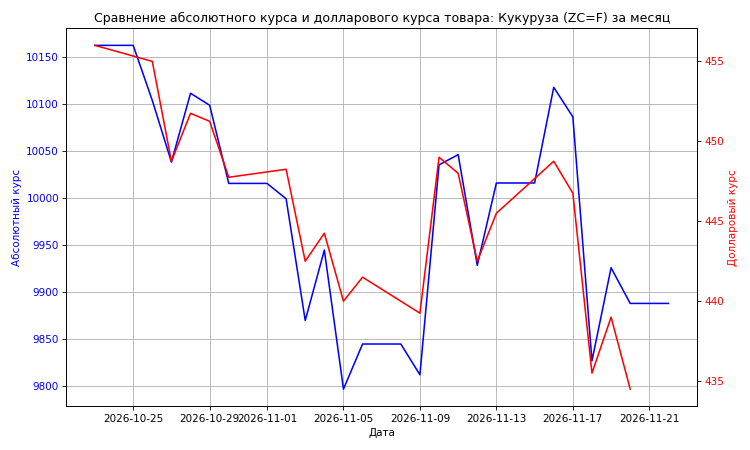 Сравнение абсолютного курса и долларового курса товара: Кукуруза (ZC=F) за месяц
Абсолютный курс
10150
10100
10050
10000
9950
9900
9850
9800
455
450
445
440
435
Долларовый курс
2026-10-25 2026-10-29 2026-11-01 2026-11-05 2026-11-09 2026-11-13 2026-11-17 2026-11-21
Дата